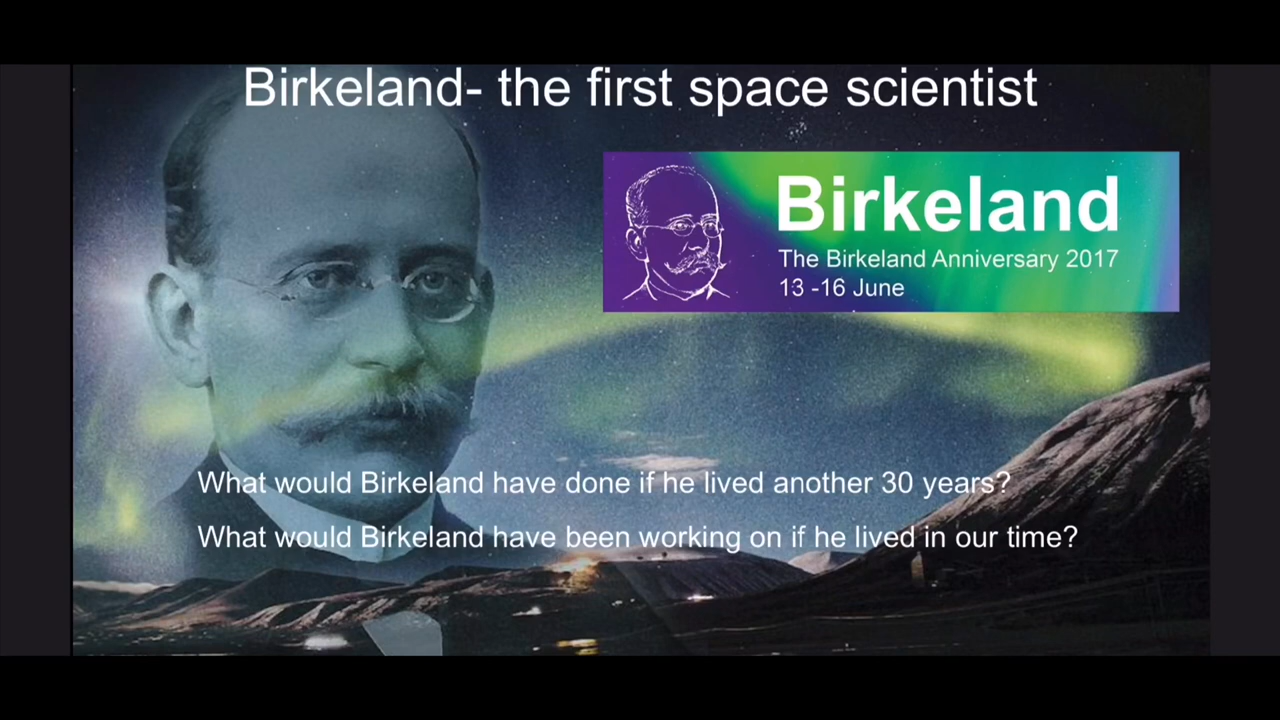 Birkeland- the first space scientist
Birkeland
The Birkeland Anniversary 2017
13 -16 June
What would Birkeland have done if he lived another 30 years?
What would Birkeland have been working on if he lived in our time?